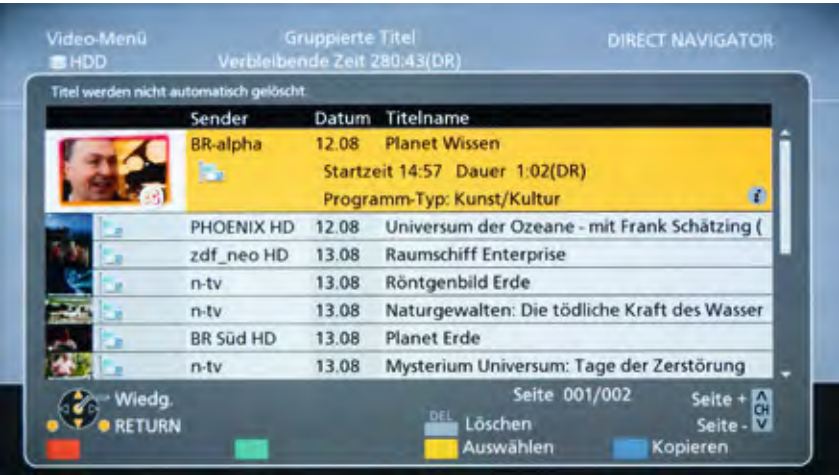 Video-Menü Gruppierte Titel DIRECT NAVIGATOR
HDD Verbleibende Zeit 280:43(DR)
Titel werden nicht automatisch gelöscht
Sender Datum Titelname
BR-alpha 12.08 Planet Wissen
Startzeit 14:57 Dauer 1:02(DR)
Programm-Typ: Kunst/Kultur
i
PHOENIX HD 12.08 Universum der Ozeane - mit Frank Schätzing (
zdf_neo HD 13.08 Raumschiff Enterprise
n-tv 13.08 Röntgenbild Erde
n-tv 13.08 Naturgewalten: Die tödliche Kraft des Wasser
BR Süd HD 13.08 Planet Erde
n-tv 13.08 Mysterium Universum: Tage der Zerstörung
Wiedg. Seite 001/002 Seite +
CH
RETURN DEL Löschen Seite -
Auswählen Kopieren